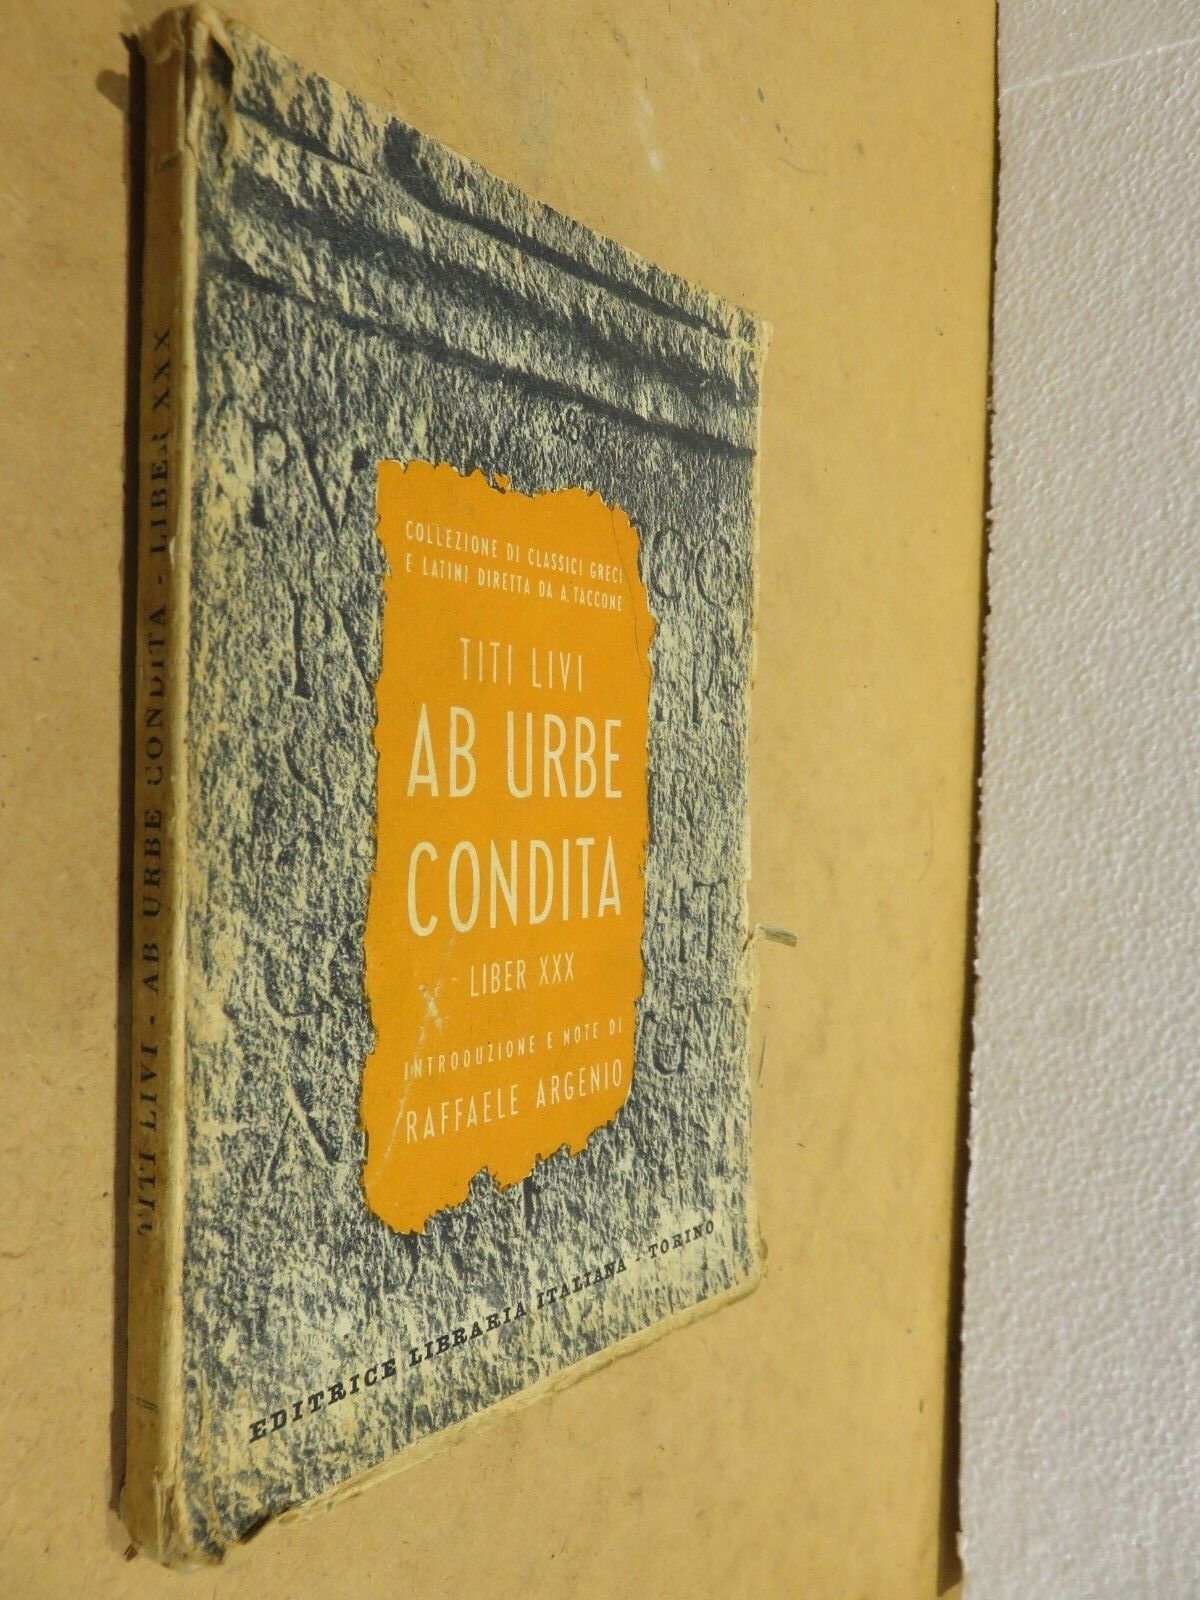 TITI LIVI - AB URBE CONDITA - LIBER XXX
COLLEZIONE DI CLASSICI GRECI
E LATINI DIRETTA DA A. TACCONE
TITI LIVI
AB URBE
CONDITA
LIBER XXX
INTRODUZIONE E NOTE DI
RAFFAELE ARGENIO
EDITRICE LIBRARIA ITALIANA - TORINO